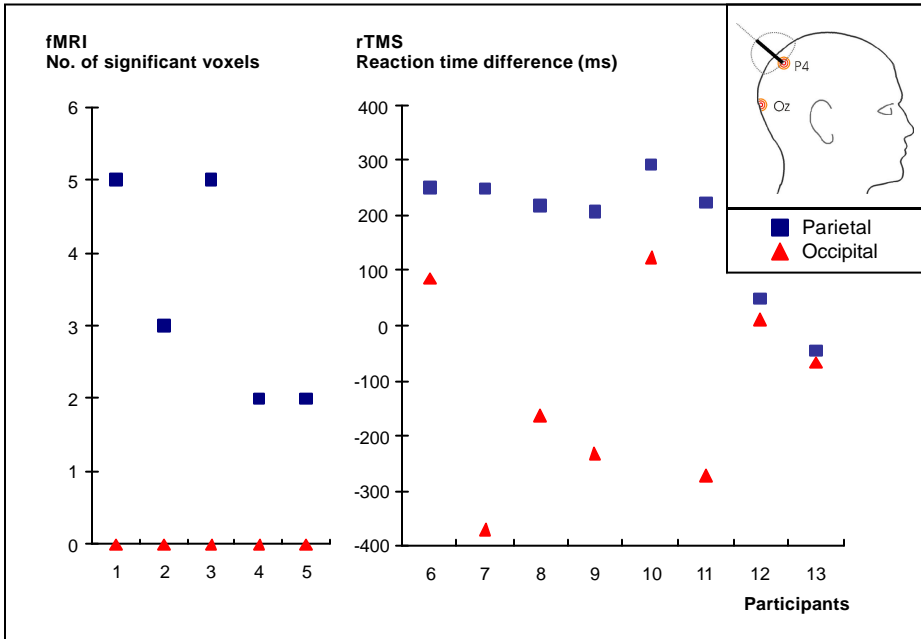 fMRI
No. of significant voxels
6
5
4
3
2
1
0
1 2 3 4 5
rTMS
Reaction time difference (ms)
400
300
200
100
0
-100
-200
-300
-400
6 7 8 9 10 11 12 13
Participants
P4
Oz
Parietal
Occipital